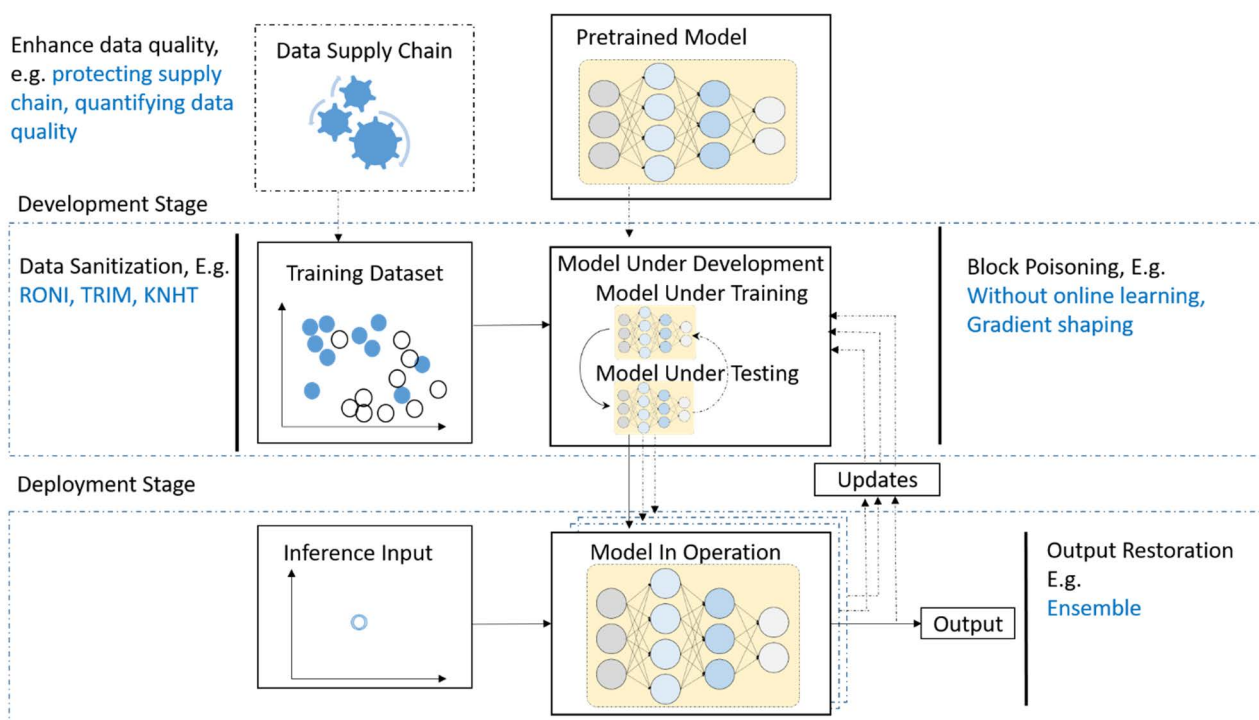 Enhance data quality,
e.g. protecting supply
chain, quantifying data
quality
Data Supply Chain
Pretrained Model
Development Stage
Data Sanitization, E.g.
RONI, TRIM, KNHT
Training Dataset
Model Under Development
Model Under Training
Model Under Testing
Block Poisoning, E.g.
Without online learning,
Gradient shaping
Updates
Deployment Stage
Inference Input
Model In Operation
Output
Output Restoration
E.g.
Ensemble